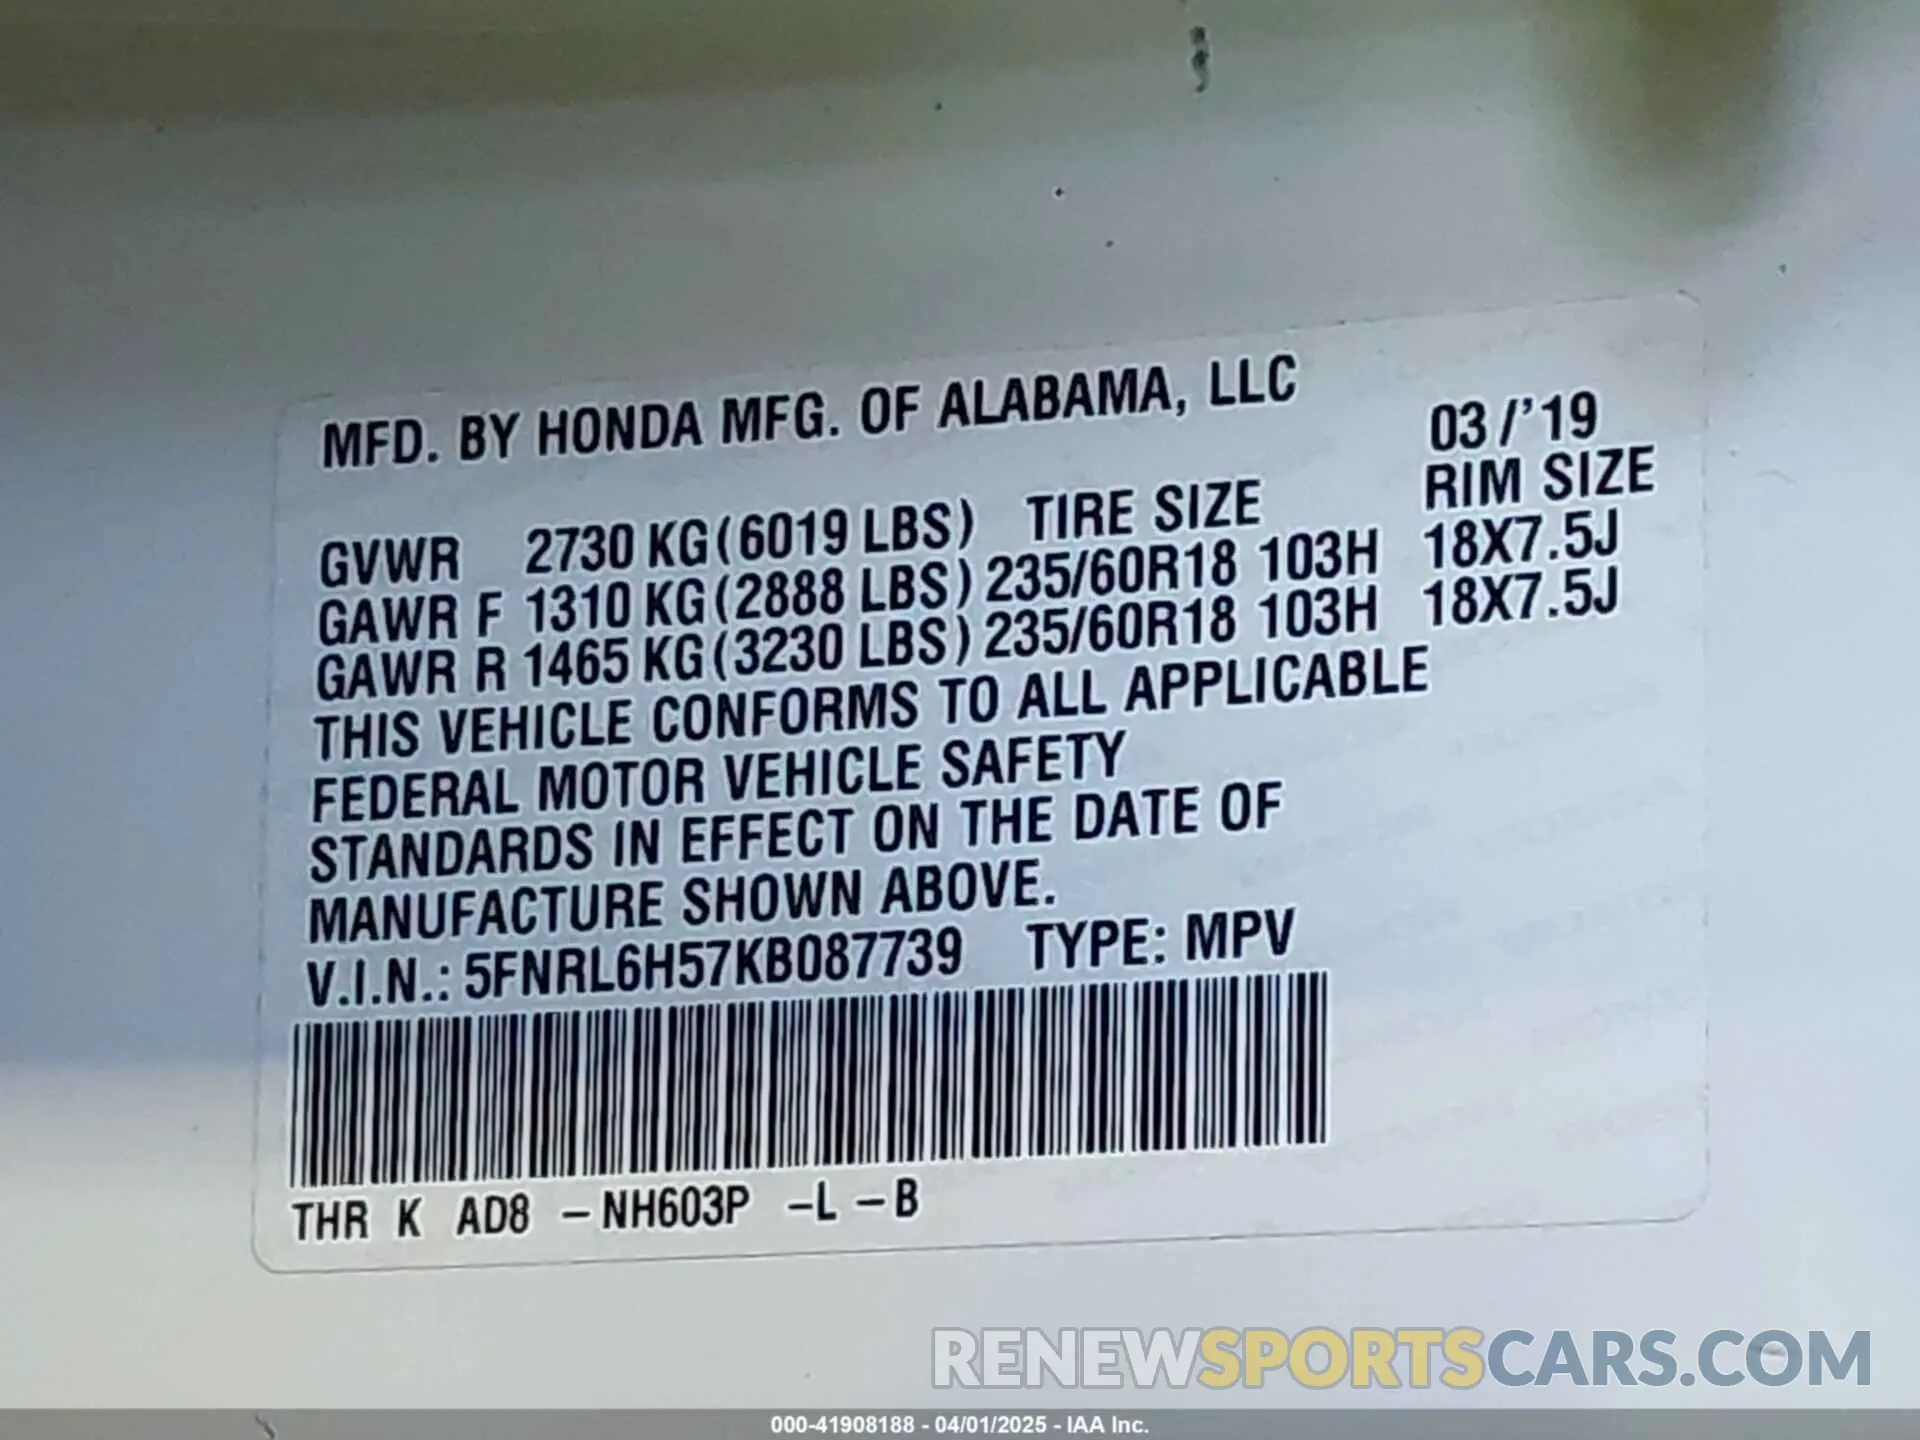 MFD. BY HONDA MFG. OF ALABAMA, LLC
03/'19
GVWR 2730 KG (6019 LBS) TIRE SIZE RIM SIZE
GAWR F 1310 KG (2888 LBS) 235/60R18 103H 18X7.5J
GAWR R 1465 KG (3230 LBS) 235/60R18 103H 18X7.5J
THIS VEHICLE CONFORMS TO ALL APPLICABLE
FEDERAL MOTOR VEHICLE SAFETY
STANDARDS IN EFFECT ON THE DATE OF
MANUFACTURE SHOWN ABOVE.
V.I.N.: 5FNRL6H57KB087739 TYPE: MPV
THR K AD8 –NH603P –L –B
RENEWSPORTSCARS.COM
000-41908188 - 04/01/2025 - IAA Inc.